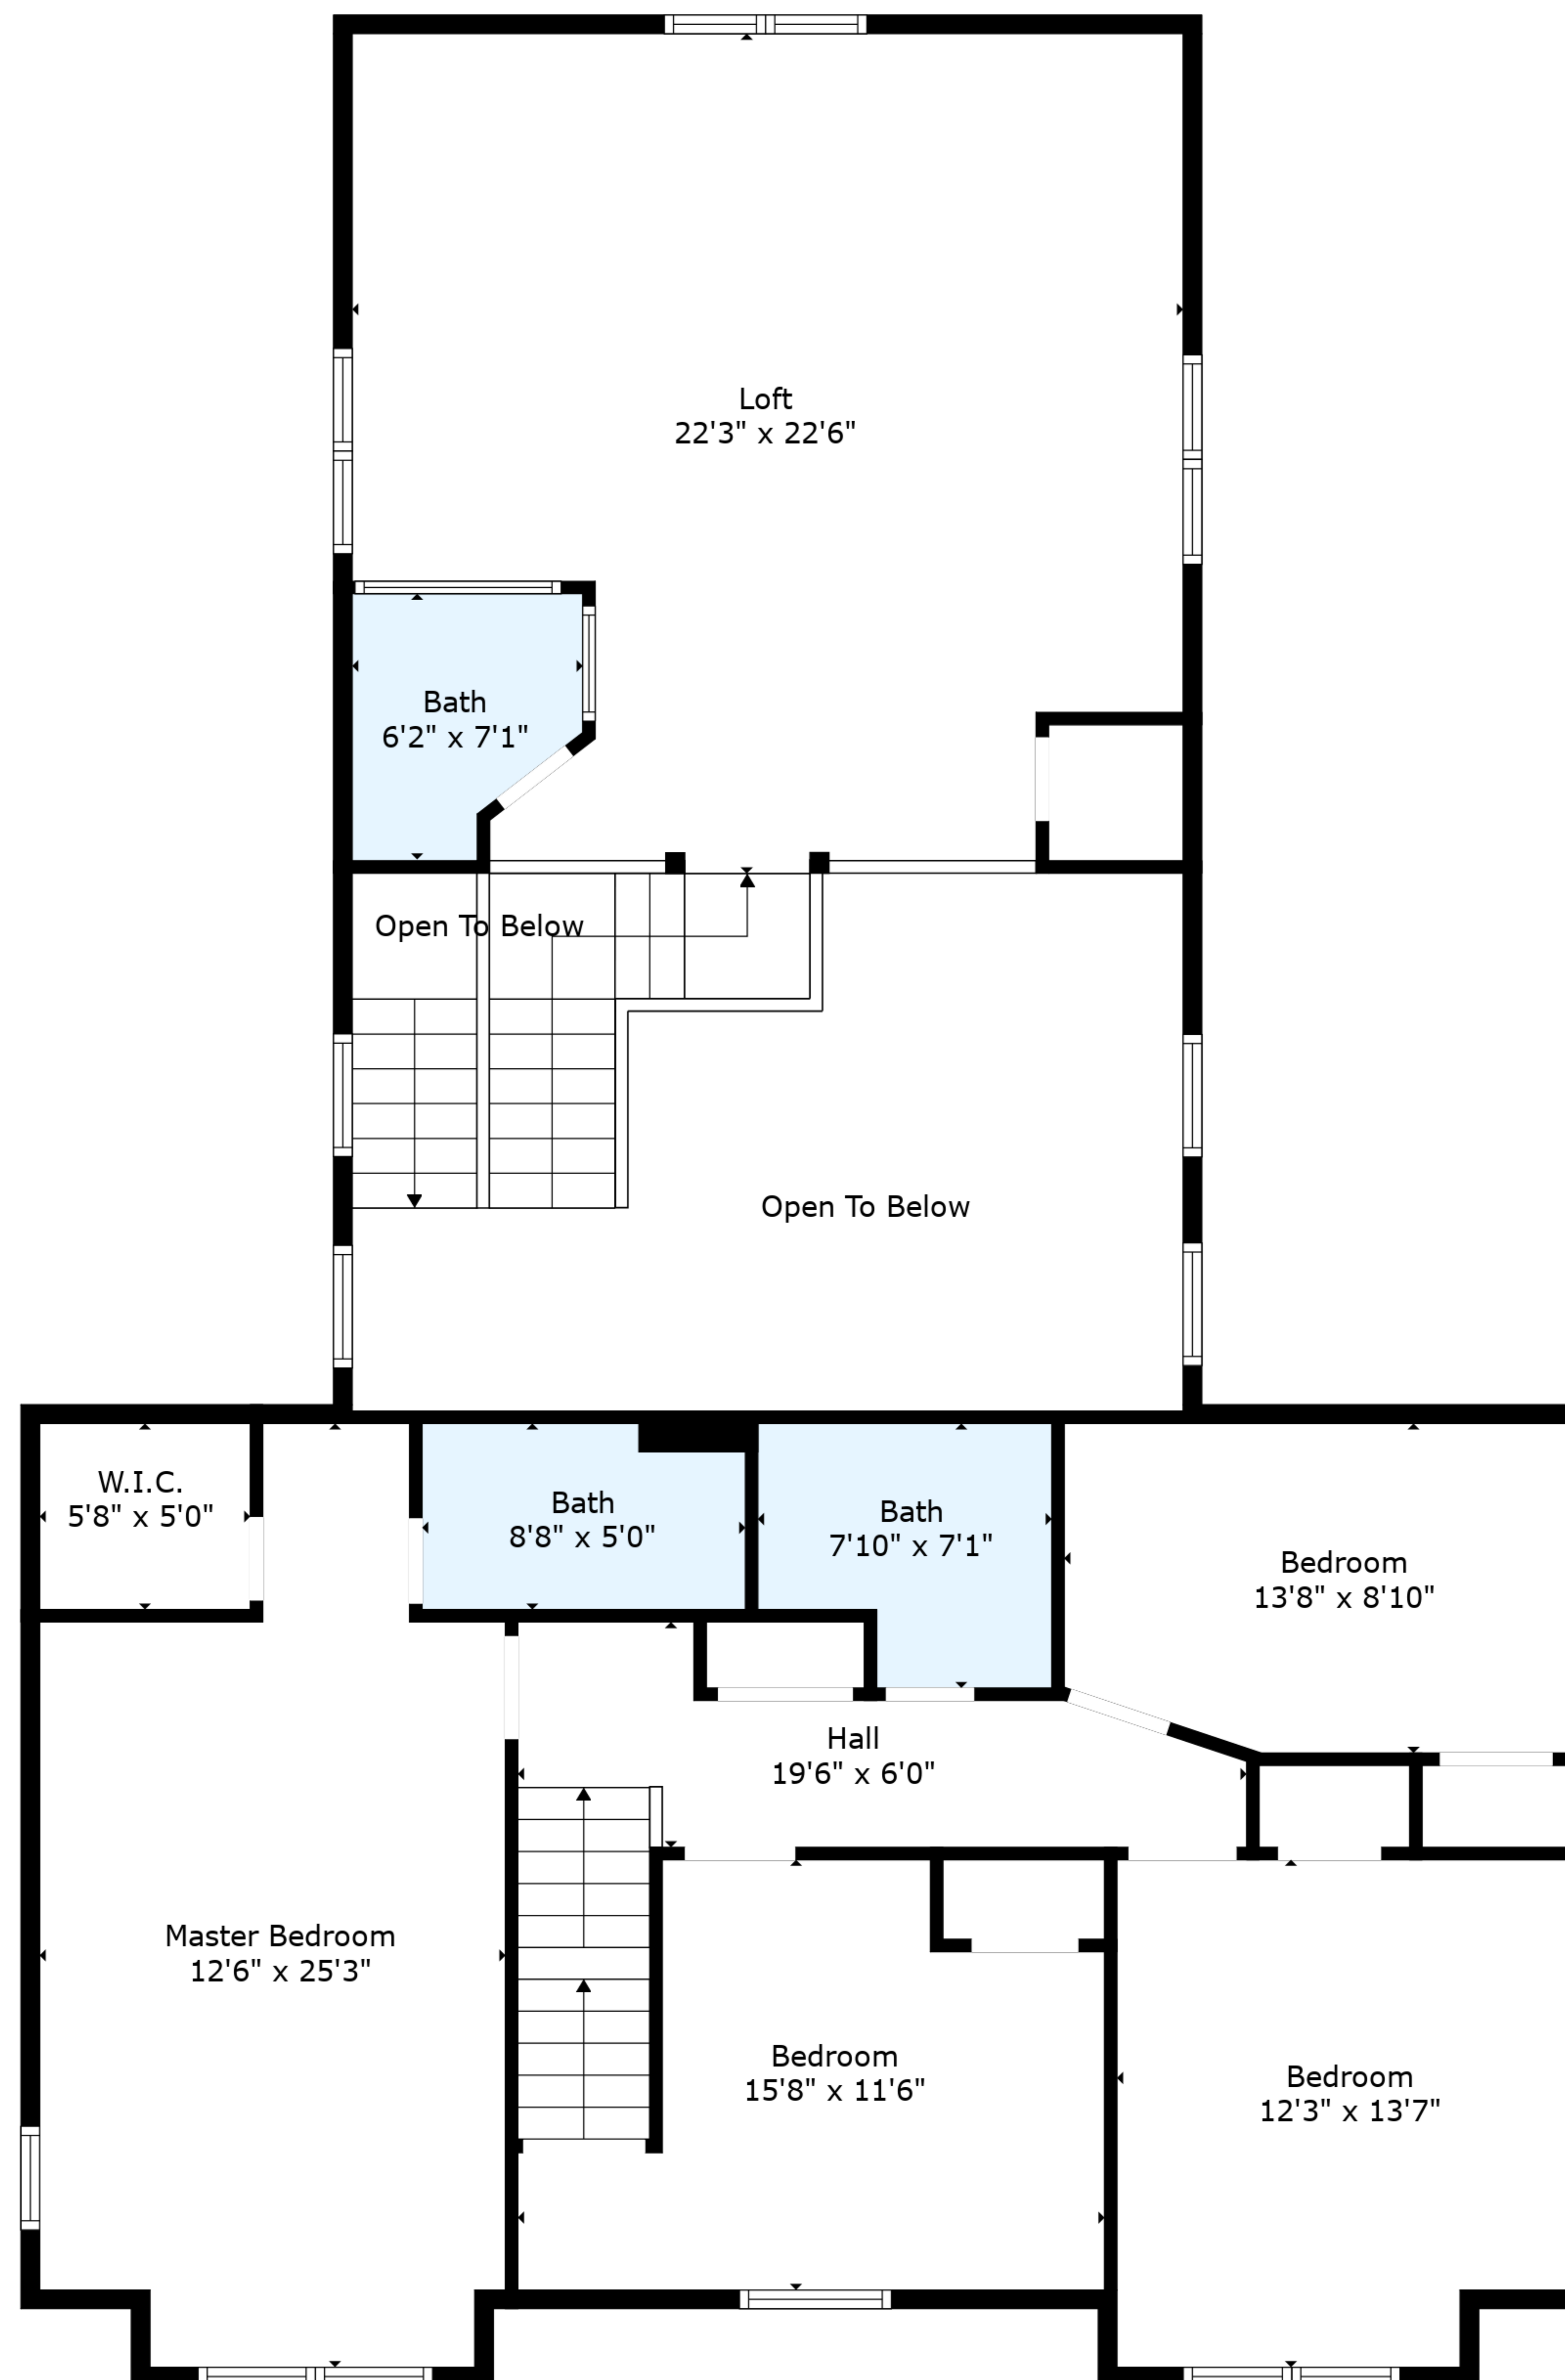 Loft
22'3" x 22'6"
Bath
6'2" x 7'1"
Open To Below
Open To Below
W.I.C.
5'8" x 5'0"
Bath
8'8" x 5'0"
Bath
7'10" x 7'1"
Bedroom
13'8" x 8'10"
Hall
19'6" x 6'0"
Master Bedroom
12'6" x 25'3"
Bedroom
15'8" x 11'6"
Bedroom
12'3" x 13'7"